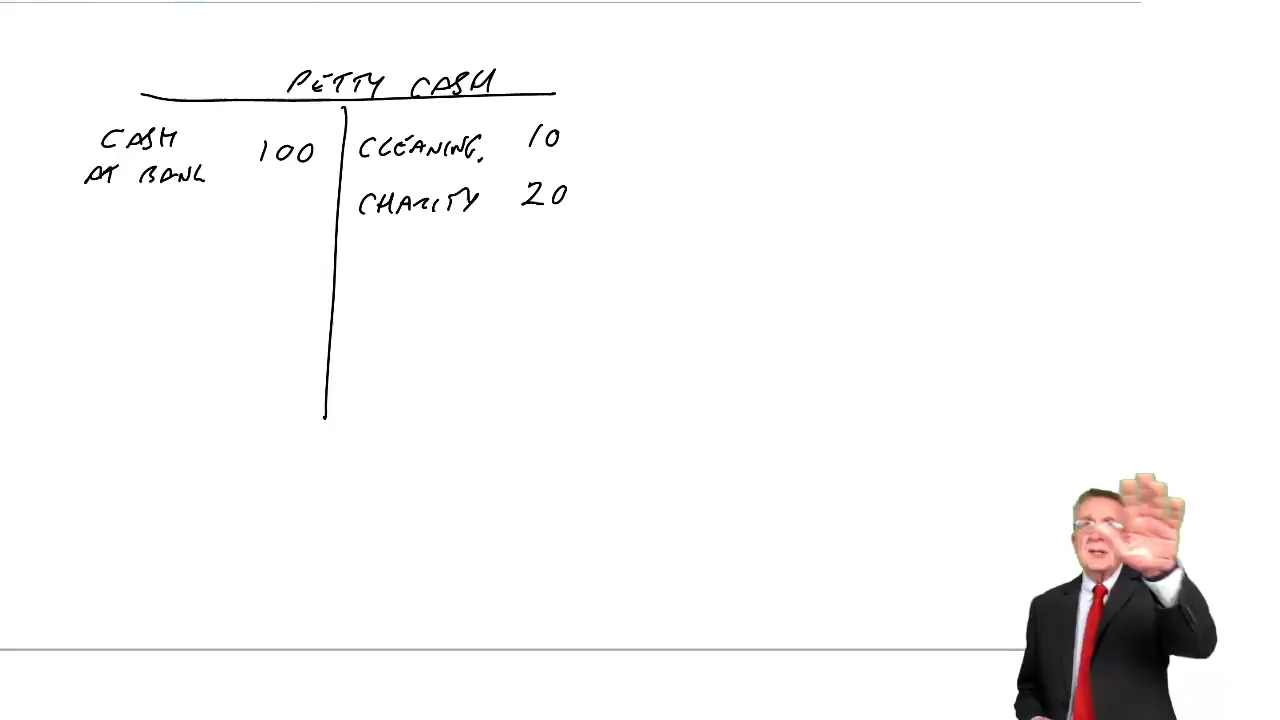 PETTY CASH
CASH 100
AT BANK
CLEANING. 10
CHARITY 20